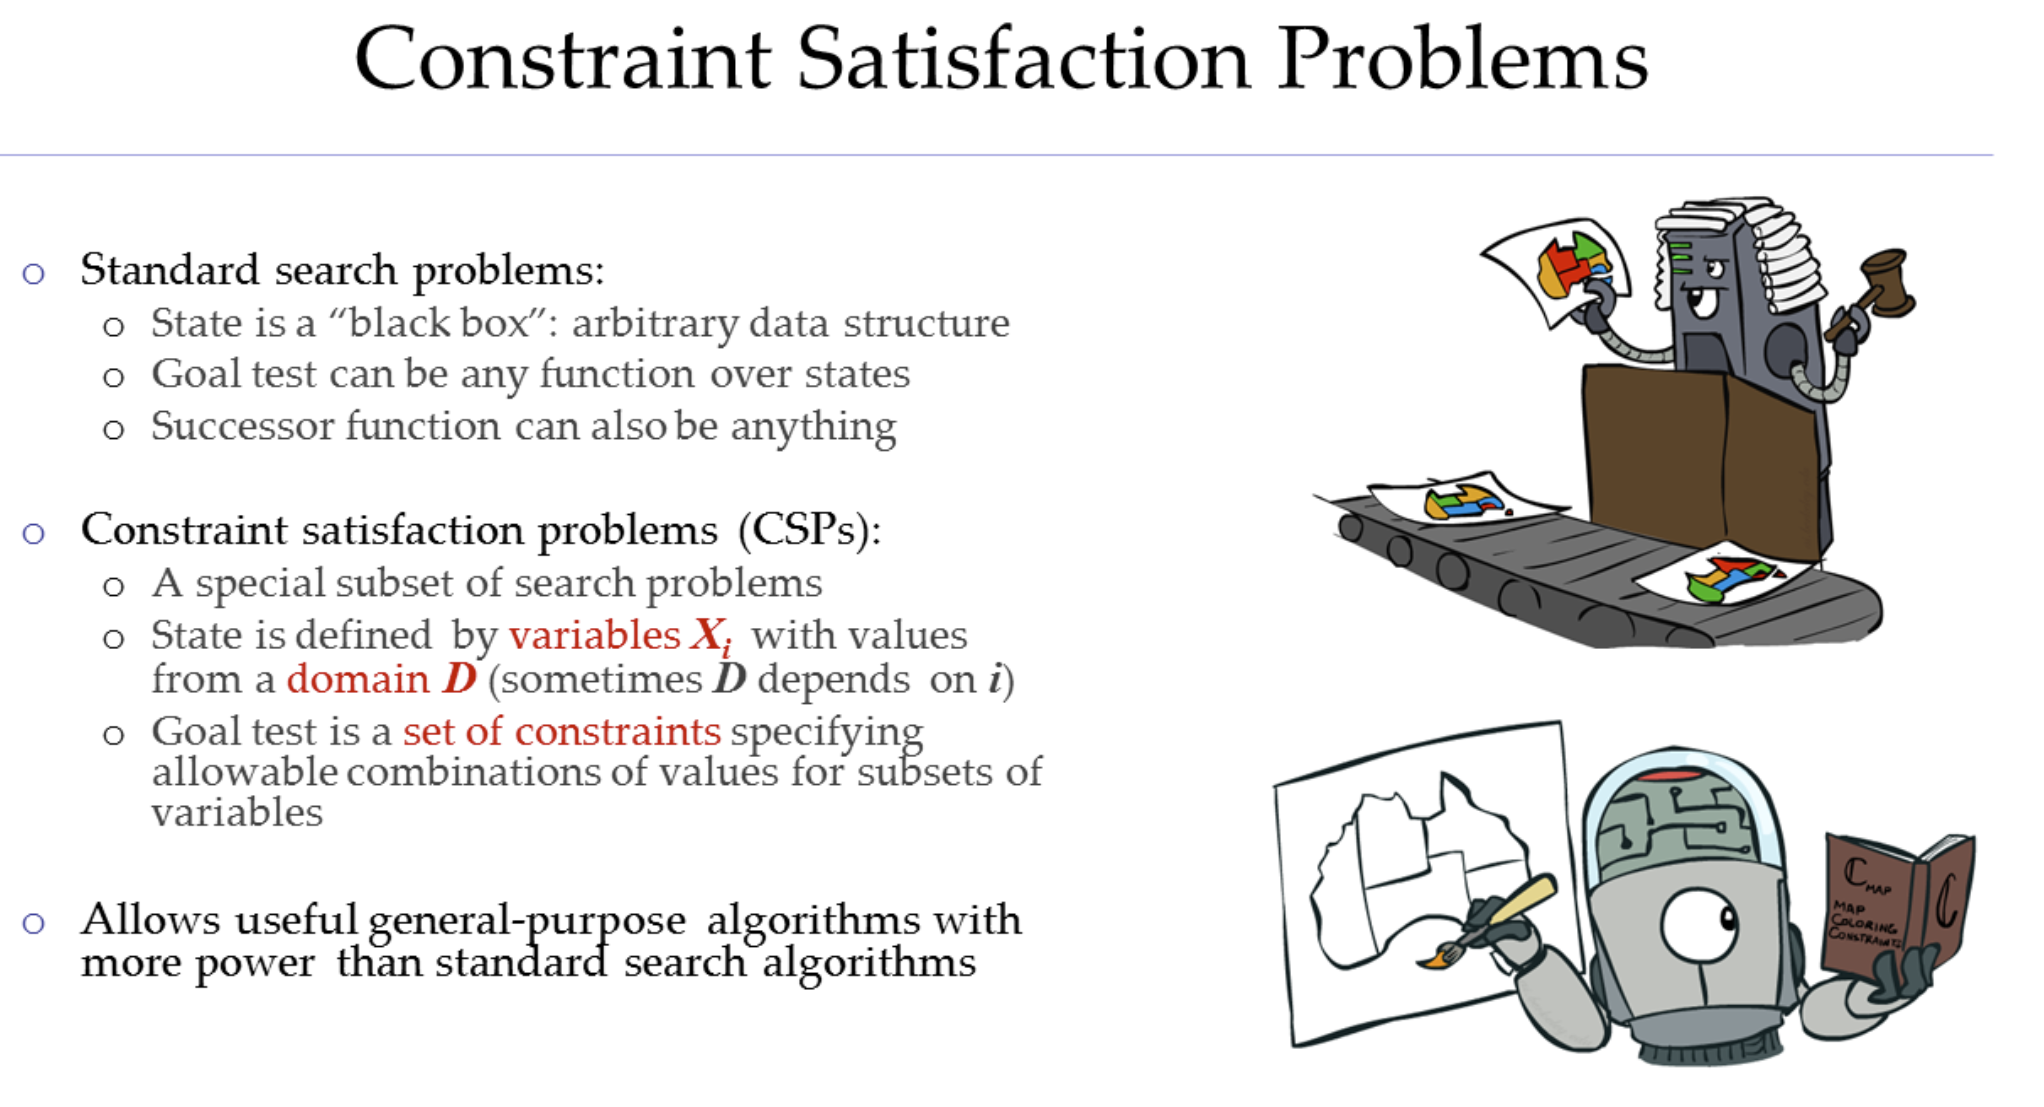 Constraint Satisfaction Problems
o Standard search problems:
o State is a “black box”: arbitrary data structure
o Goal test can be any function over states
o Successor function can also be anything
o Constraint satisfaction problems (CSPs):
o A special subset of search problems
o State is defined by variables Xi with values
from a domain D (sometimes D depends on i)
o Goal test is a set of constraints specifying
allowable combinations of values for subsets of
variables
o Allows useful general-purpose algorithms with
more power than standard search algorithms
C
MAP
MAP
COLORING
CONSTRAINTS
C